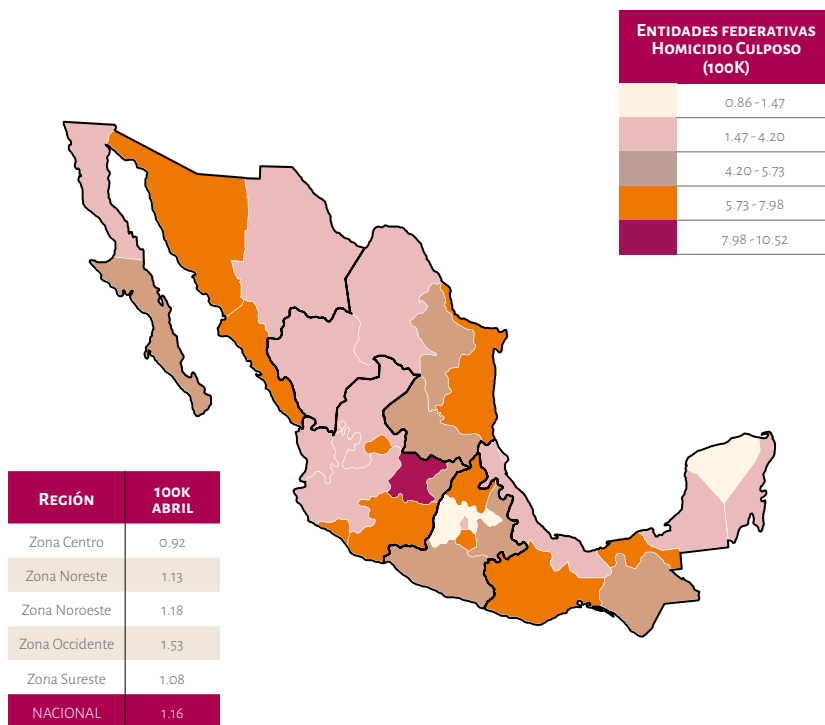 ENTIDADES FEDERATIVAS
HOMICIDIO CULPOSO
(100K)
0.86 - 1.47
1.47 - 4.20
4.20 - 5.73
5.73 - 7.98
7.98 - 10.52
REGIÓN 100K ABRIL
Zona Centro 0.92
Zona Noreste 1.13
Zona Noroeste 1.18
Zona Occidente 1.53
Zona Sureste 1.08
NACIONAL 1.16